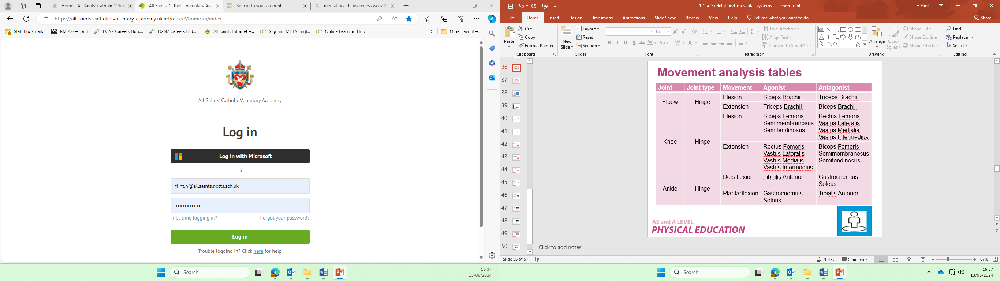 Home - All Saints' Catholic Volun
All Saints' Catholic Voluntary Aca
Sign in to your account
mental health awareness week 20
https://all-saints-catholic-voluntary-academy.uk.arbor.sc/?/home-ui/index
Staff Bookmarks
RM Assessor 3
D2N2 Careers Hub:...
D2N2 Careers Hub:...
All Saints Intranet –...
Sign in · MHFA Engl...
Online Learning Hub
Other favorites
All Saints' Catholic Voluntary Academy
Log in
Log in with Microsoft
Or
flint.h@allsaints.notts.sch.uk
•••••••••••
First time logging in?
Forgot your password?
Log in
Trouble logging in? Click here for help
Search
16:37
13/06/2024
1.1. a. Skeletal-and-muscular-systems - PowerPoint
H Flint
File
Home
Insert
Design
Transitions
Animations
Slide Show
Review
View
Help
Tell me what you want to do
Share
Paste
Cut
Copy
Format Painter
Clipboard
New
Slide
Layout
Reset
Section
Slides
16+
B I U S abc AV Aa A
Font
Text Direction
Align Text
Convert to SmartArt
Paragraph
Arrange
Quick
Styles
Shape Fill
Shape Outline
Shape Effects
Drawing
Find
Replace
Select
Editing
36
37
38
39
40
41
42
43
44
45
46
47
48
49
50
Movement analysis tables
Joint Joint type Movement Agonist Antagonist
Elbow
Hinge
Flexion
Biceps Brachii
Triceps Brachii
Extension
Triceps Brachii
Biceps Brachii
Knee
Hinge
Flexion
Biceps Femoris
Semimembranosus
Semitendinosus
Rectus Femoris
Vastus Lateralis
Vastus Medialis
Vastus Intermedius
Extension
Rectus Femoris
Vastus Lateralis
Vastus Medialis
Vastus Intermedius
Biceps Femoris
Semimembranosus
Semitendinosus
Ankle
Hinge
Dorsiflexion
Tibialis Anterior
Gastrocnemius
Soleus
Plantarflexion
Gastrocnemius
Soleus
Tibialis Anterior
AS and A LEVEL
PHYSICAL EDUCATION
Click to add notes
Slide 36 of 51
Notes
Comments
67%
Search
16:37
13/06/2024